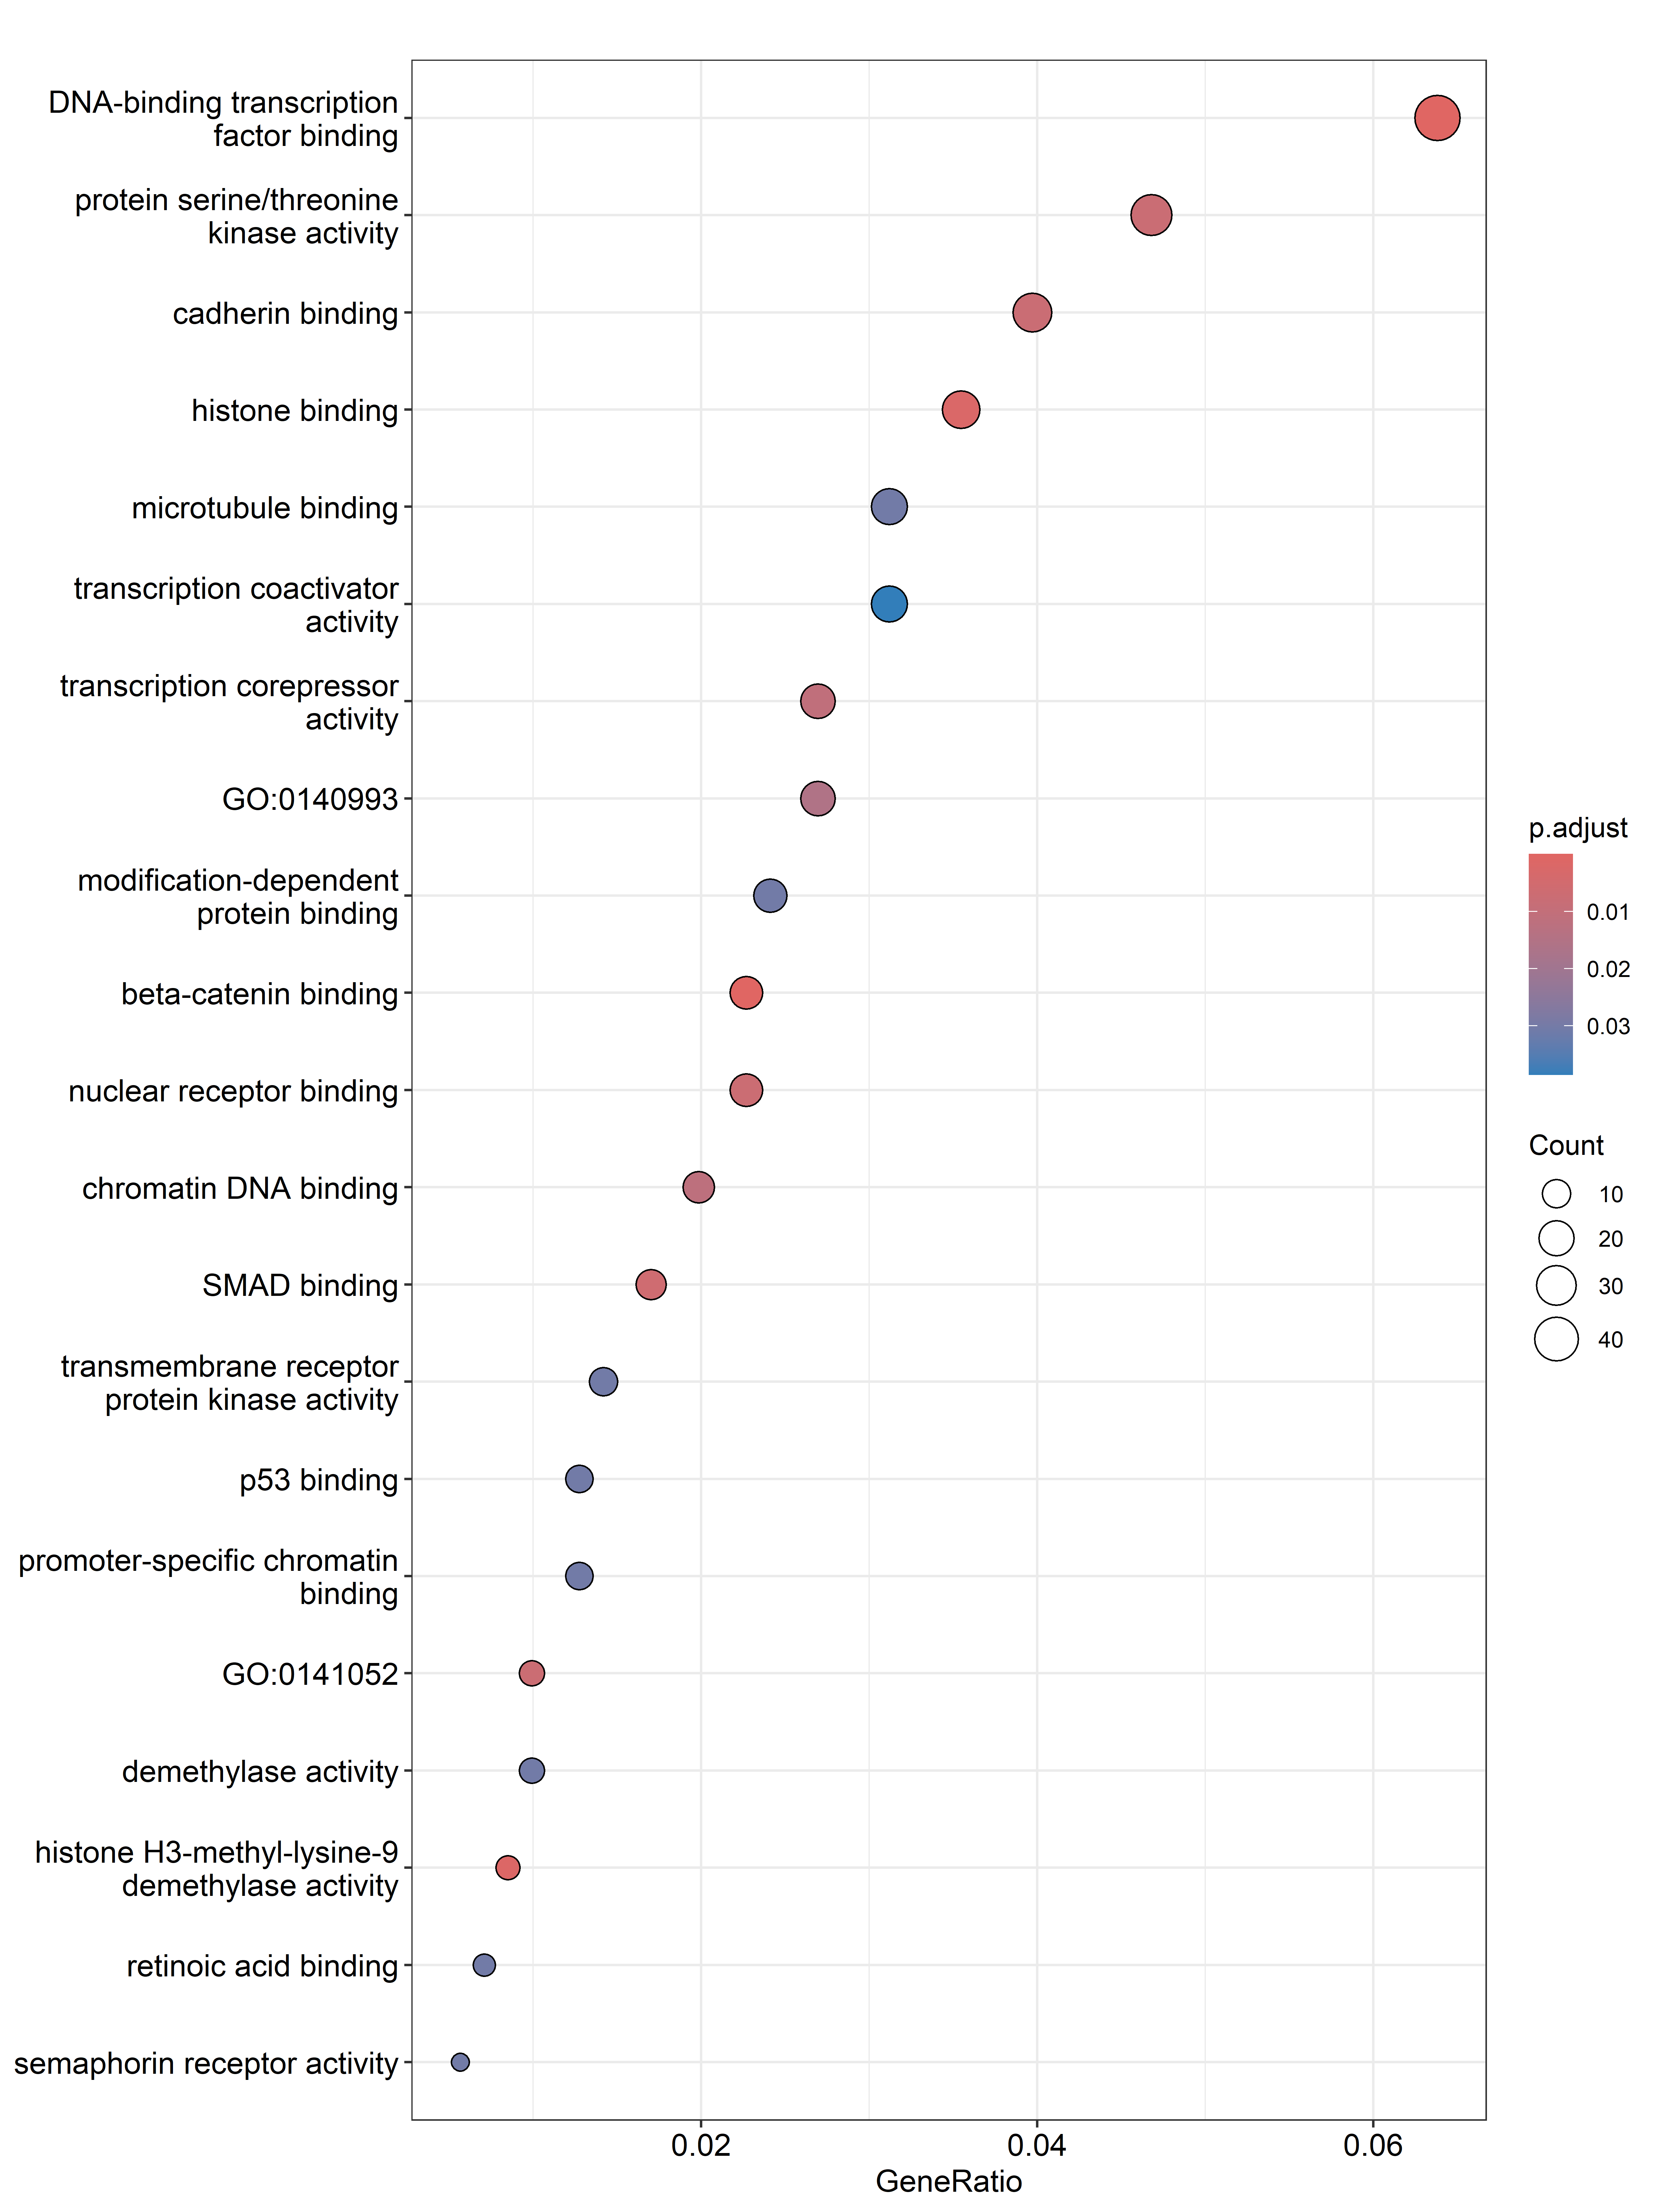 DNA-binding transcription
factor binding
protein serine/threonine
kinase activity
cadherin binding
histone binding
microtubule binding
transcription coactivator
activity
transcription corepressor
activity
GO:0140993
modification-dependent
protein binding
beta-catenin binding
nuclear receptor binding
chromatin DNA binding
SMAD binding
transmembrane receptor
protein kinase activity
p53 binding
promoter-specific chromatin
binding
GO:0141052
demethylase activity
histone H3-methyl-lysine-9
demethylase activity
retinoic acid binding
semaphorin receptor activity
0.02
0.04
0.06
GeneRatio
p.adjust
0.01
0.02
0.03
Count
10
20
30
40